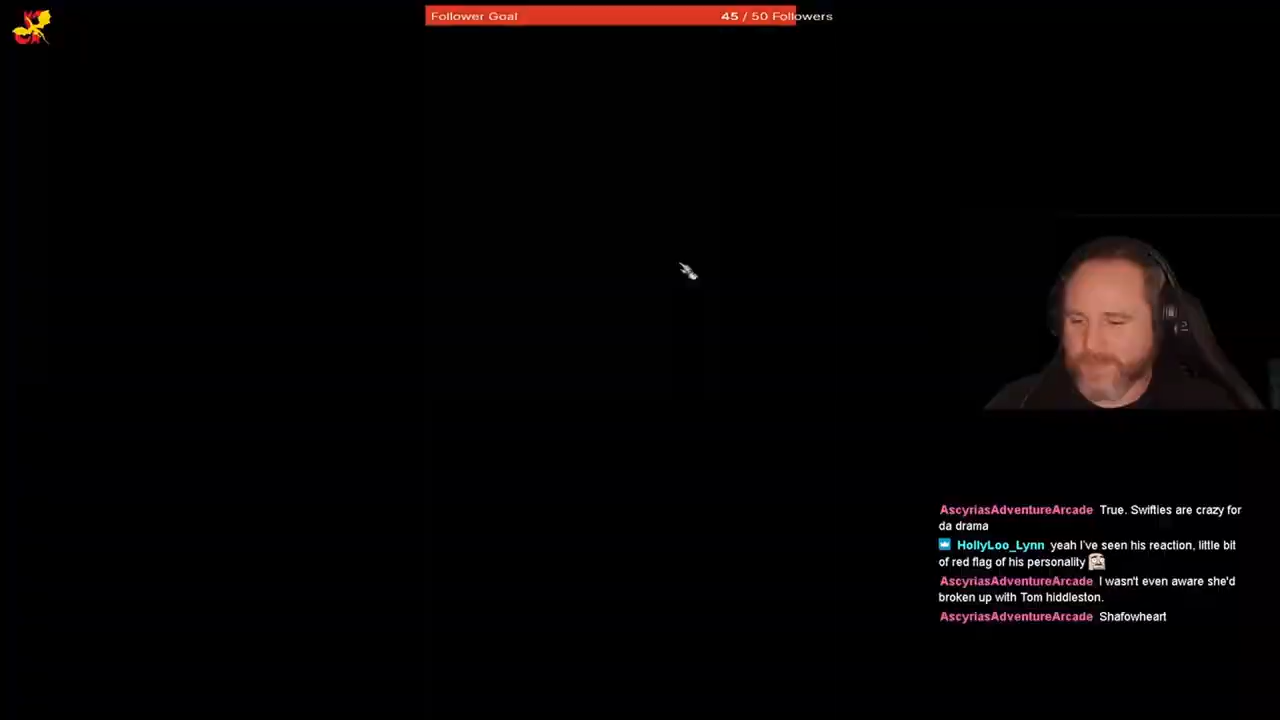 Follower Goal 45 / 50 Followers
AscyriasAdventureArcade True. Swifties are crazy for
da drama
HollyLoo_Lynn yeah I've seen his reaction, little bit
of red flag of his personality
AscyriasAdventureArcade I wasn't even aware she'd
broken up with Tom hiddleston.
AscyriasAdventureArcade Shafowheart